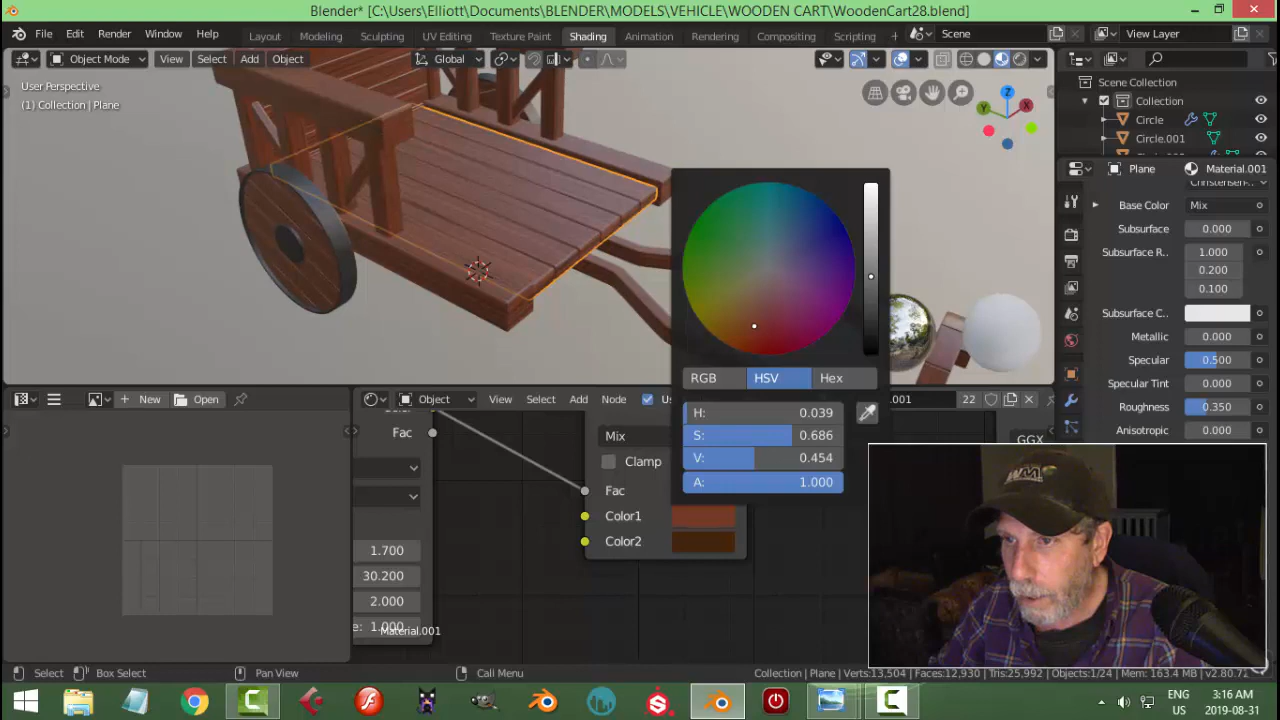 Blender* [C:\Users\Elliott\Documents\BLENDER\MODELS\VEHICLE\WOODEN CART\WoodenCart28.blend]
File Edit Render Window Help
Layout Modeling Sculpting UV Editing Texture Paint Shading Animation Rendering Compositing Scripting + Scene View Layer
Object Mode View Select Add Object Global
User Perspective
(1) Collection | Plane
Z
Y
X
Scene Collection
Collection
Circle
Circle.001
Plane Material.001
Base Color Mix
Subsurface 0.000
Subsurface R.. 1.000
0.200
0.100
Subsurface C..
Metallic 0.000
Specular 0.500
Specular Tint 0.000
Roughness 0.350
Anisotropic 0.000
RGB HSV Hex
H: 0.039
S: 0.686
V: 0.454
A: 1.000
New Open
Object View Select Add Node .001 22
Fac
Mix
Clamp
Fac
Color1
Color2
GGX
1.700
30.200
2.000
1.000
Material.001
Select Box Select Pan View Call Menu
Collection | Plane | Verts:13,504 | Faces:12,930 | Tris:25,992 | Objects:1/24 | Mem: 163.4 MB | v2.80.71
ENG
US
3:16 AM
2019-08-31